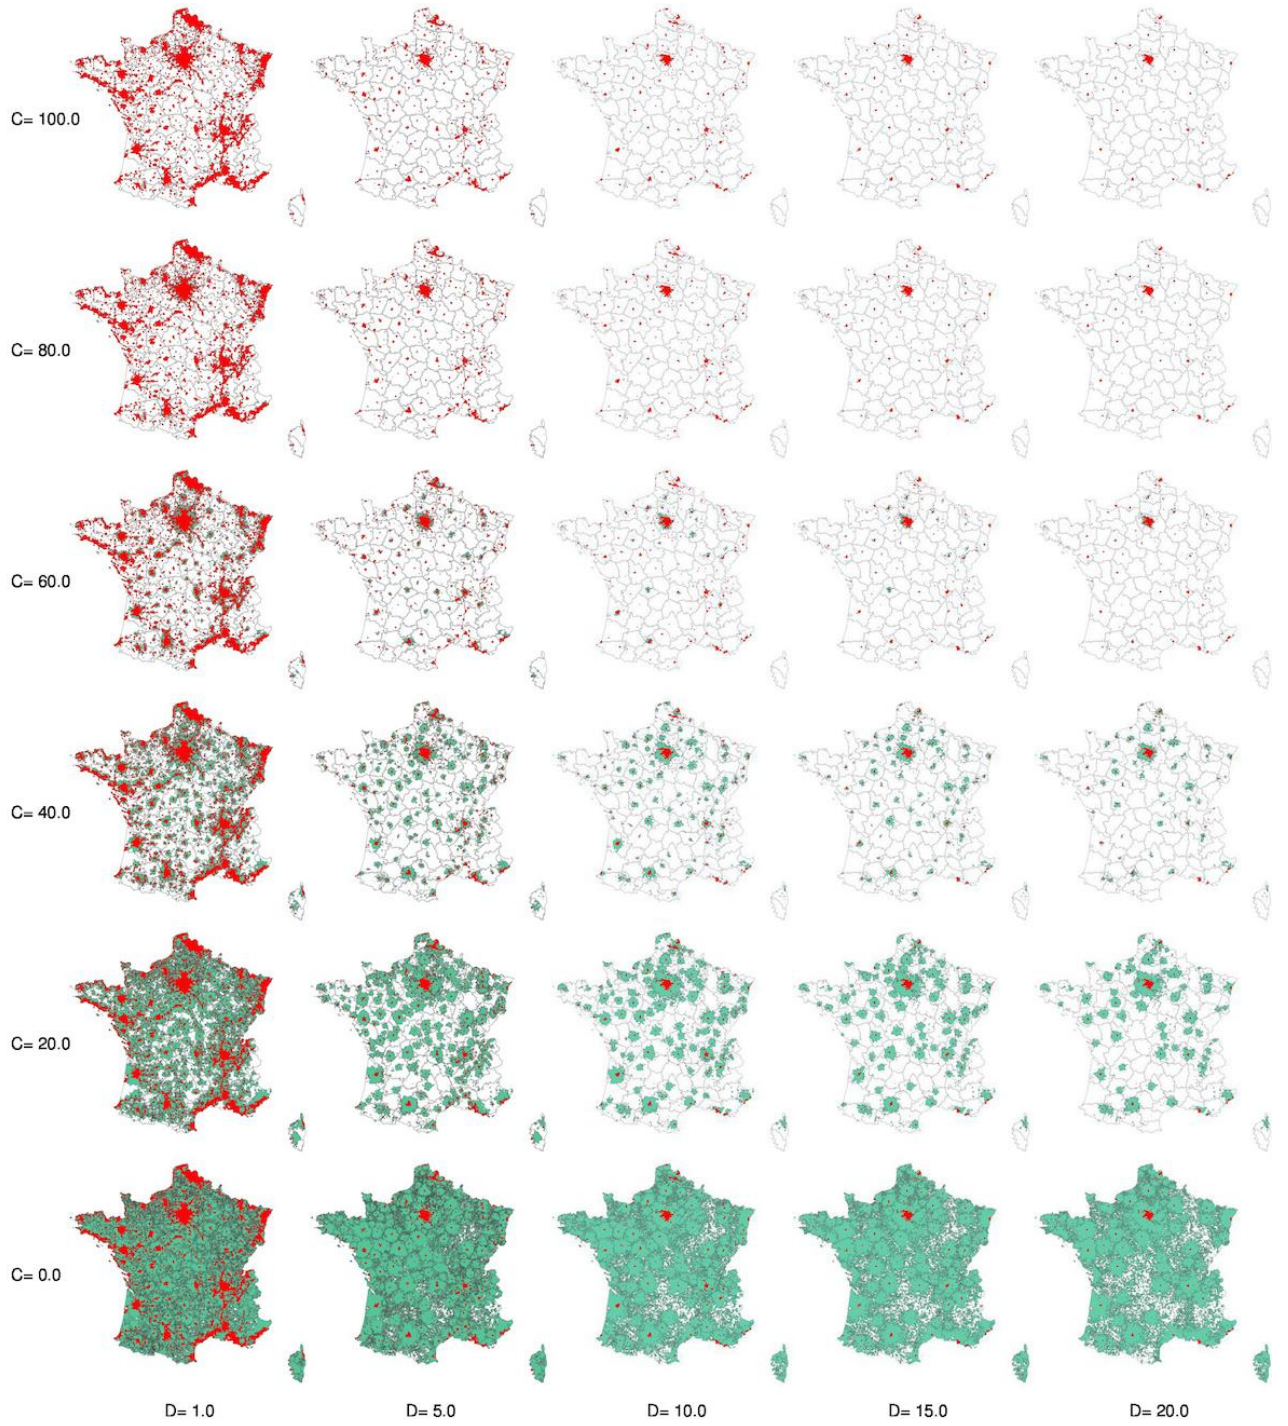 C= 100.0
C= 80.0
C= 60.0
C= 40.0
C= 20.0
C= 0.0
D= 1.0 D= 5.0 D= 10.0 D= 15.0 D= 20.0